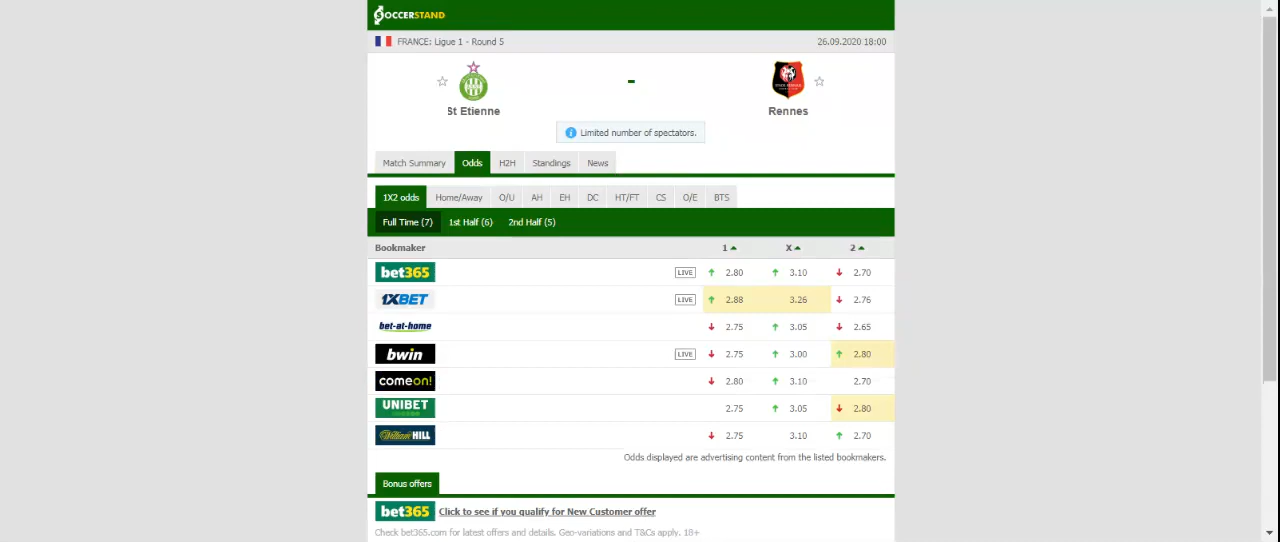 SOCCERSTAND
FRANCE: Ligue 1 - Round 5 26.09.2020 18:00
-
St Etienne Rennes
Limited number of spectators.
Match Summary Odds H2H Standings News
1X2 odds Home/Away O/U AH EH DC HT/FT CS O/E BTS
Full Time (7) 1st Half (6) 2nd Half (5)
Bookmaker 1 X 2
bet365 LIVE 2.80 3.10 2.70
1XBET LIVE 2.88 3.26 2.76
bet-at-home 2.75 3.05 2.65
bwin LIVE 2.75 3.00 2.80
comeon! 2.80 3.10 2.70
UNIBET 2.75 3.05 2.80
William HILL 2.75 3.10 2.70
Odds displayed are advertising content from the listed bookmakers.
Bonus offers
bet365 Click to see if you qualify for New Customer offer
Check bet365.com for latest offers and details. Geo-variations and T&Cs apply. 18+